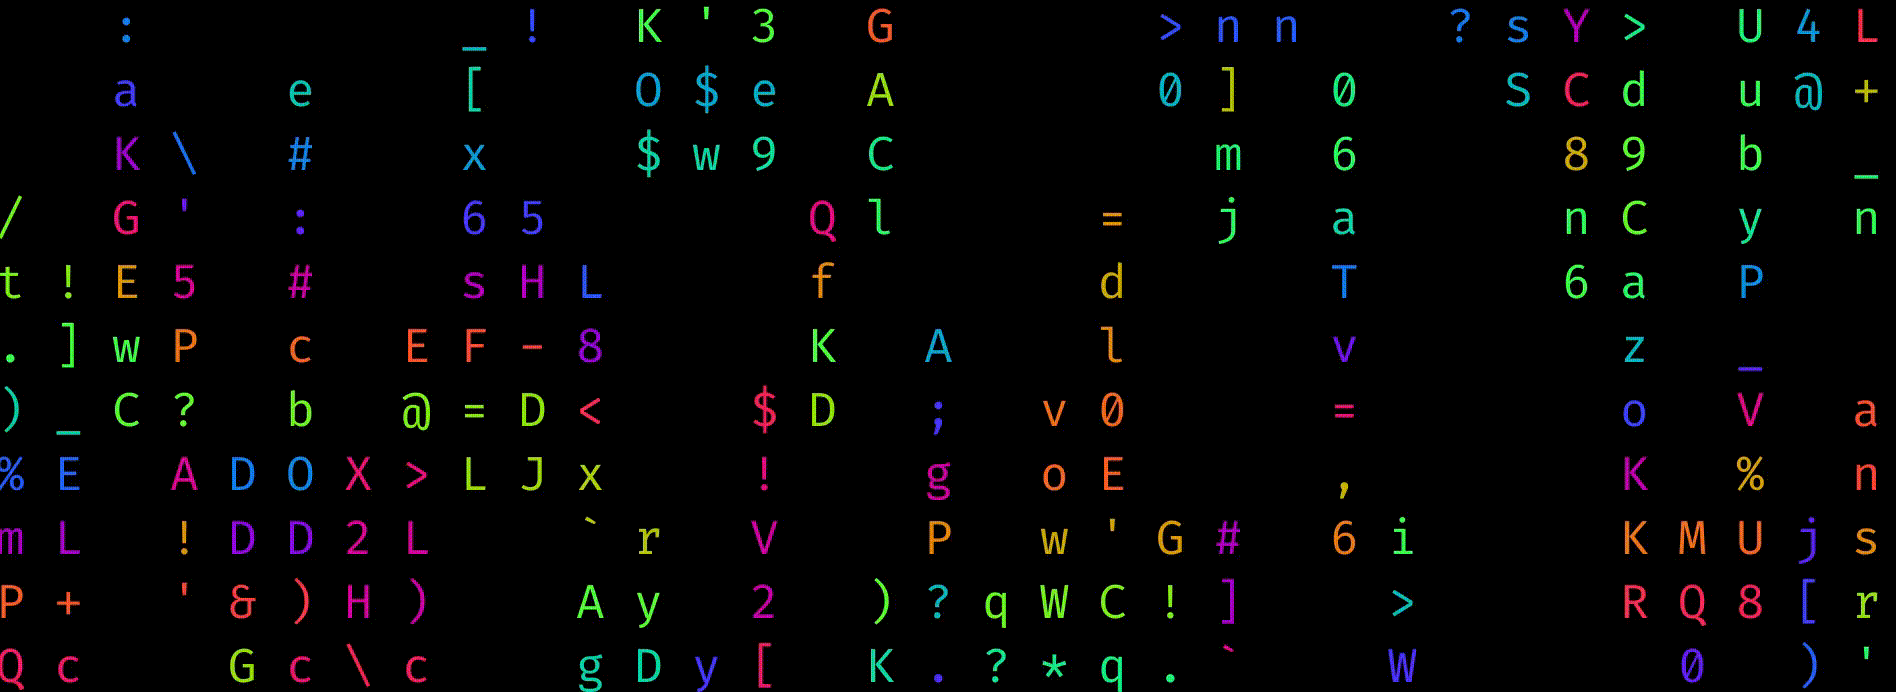 : _ ! K ' 3 G > n n ? s Y > U 4 L
a e [ O $ e A 0 ] 0 S C d u @ +
K \ # x $ w 9 C m 6 8 9 b _
/ G ' : 6 5 Q l = j a n C y n
t ! E 5 # s H L f d T 6 a P
. ] w P c E F - 8 K A l v z _
) _ C ? b @ = D < $ D ; v 0 = o V a
% E A D O X > L J x ! g o E , K % n
m L ! D D 2 L ` r V P w ' G # 6 i K M U j s
P + ' & ) H ) A y 2 ) ? q W C ! ] > R Q 8 [ r
Q c G c \ c g D y [ K . ? * q . ` W 0 ) '